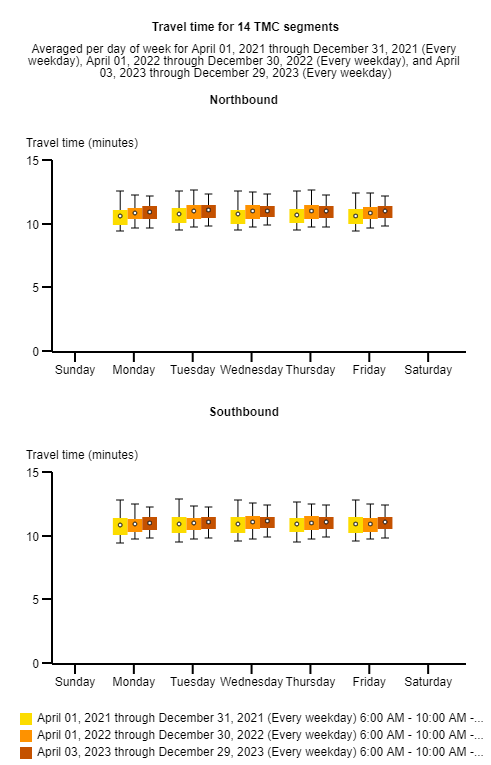 Travel time for 14 TMC segments
Averaged per day of week for April 01, 2021 through December 31, 2021 (Every
weekday), April 01, 2022 through December 30, 2022 (Every weekday), and April
03, 2023 through December 29, 2023 (Every weekday)
Northbound
Travel time (minutes)
15
10
5
0
Sunday Monday Tuesday Wednesday Thursday Friday Saturday
Southbound
Travel time (minutes)
15
10
5
0
Sunday Monday Tuesday Wednesday Thursday Friday Saturday
April 01, 2021 through December 31, 2021 (Every weekday) 6:00 AM - 10:00 AM -...
April 01, 2022 through December 30, 2022 (Every weekday) 6:00 AM - 10:00 AM -...
April 03, 2023 through December 29, 2023 (Every weekday) 6:00 AM - 10:00 AM -...